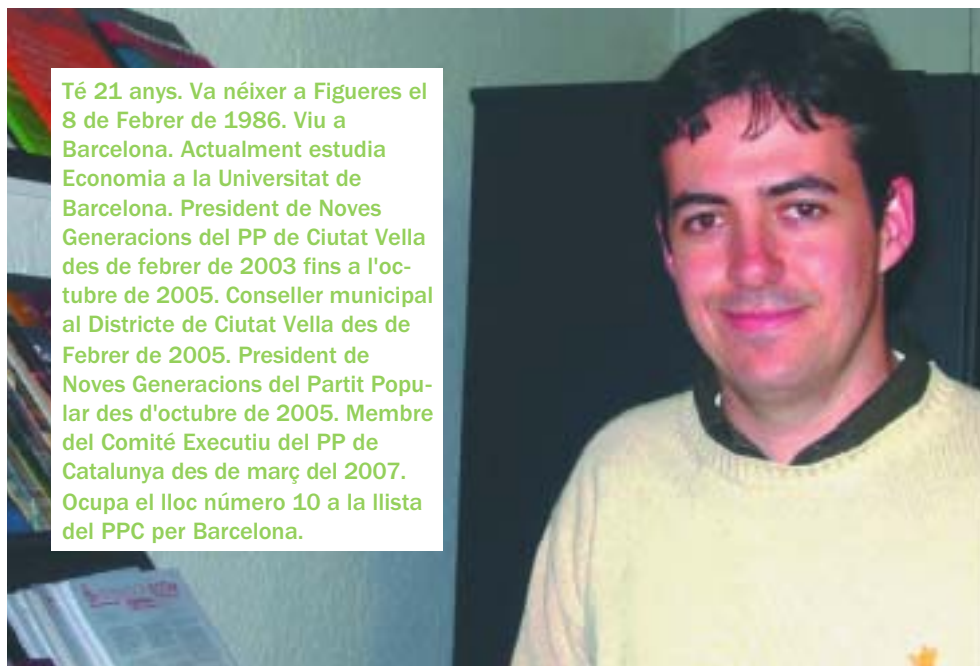 Té 21 anys. Va néixer a Figueres el
8 de Febrer de 1986. Viu a
Barcelona. Actualment estudia
Economia a la Universitat de
Barcelona. President de Noves
Generacions del PP de Ciutat Vella
des de febrer de 2003 fins a l'oc-
tubre de 2005. Conseller municipal
al Districte de Ciutat Vella des de
Febrer de 2005. President de
Noves Generacions del Partit Popu-
lar des d'octubre de 2005. Membre
del Comité Executiu del PP de
Catalunya des de març del 2007.
Ocupa el lloc número 10 a la llista
del PPC per Barcelona.